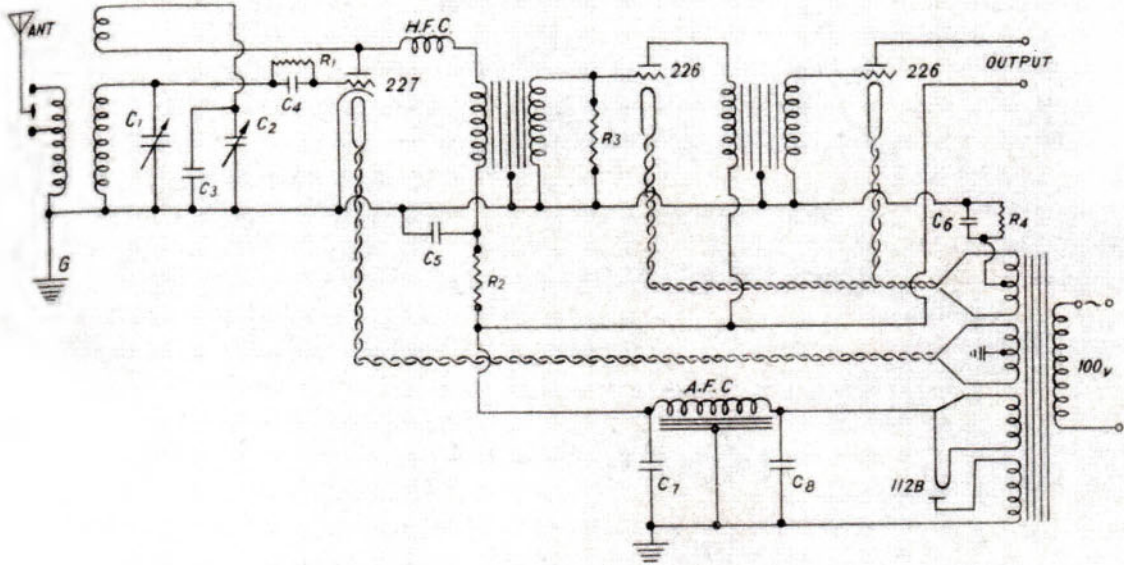 ANT
H.F.C.
R1
C4
227
226
226
OUTPUT
C1
C2
C3
R3
G
C5
R2
C6
R4
A.F.C
100v
C7
C8
112B